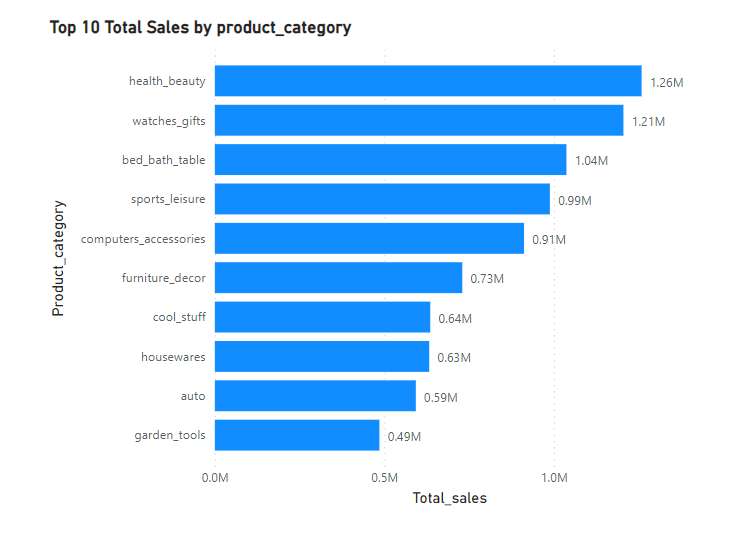 Top 10 Total Sales by product_category
Product_category
health_beauty 1.26M
watches_gifts 1.21M
bed_bath_table 1.04M
sports_leisure 0.99M
computers_accessories 0.91M
furniture_decor 0.73M
cool_stuff 0.64M
housewares 0.63M
auto 0.59M
garden_tools 0.49M
0.0M 0.5M 1.0M
Total_sales